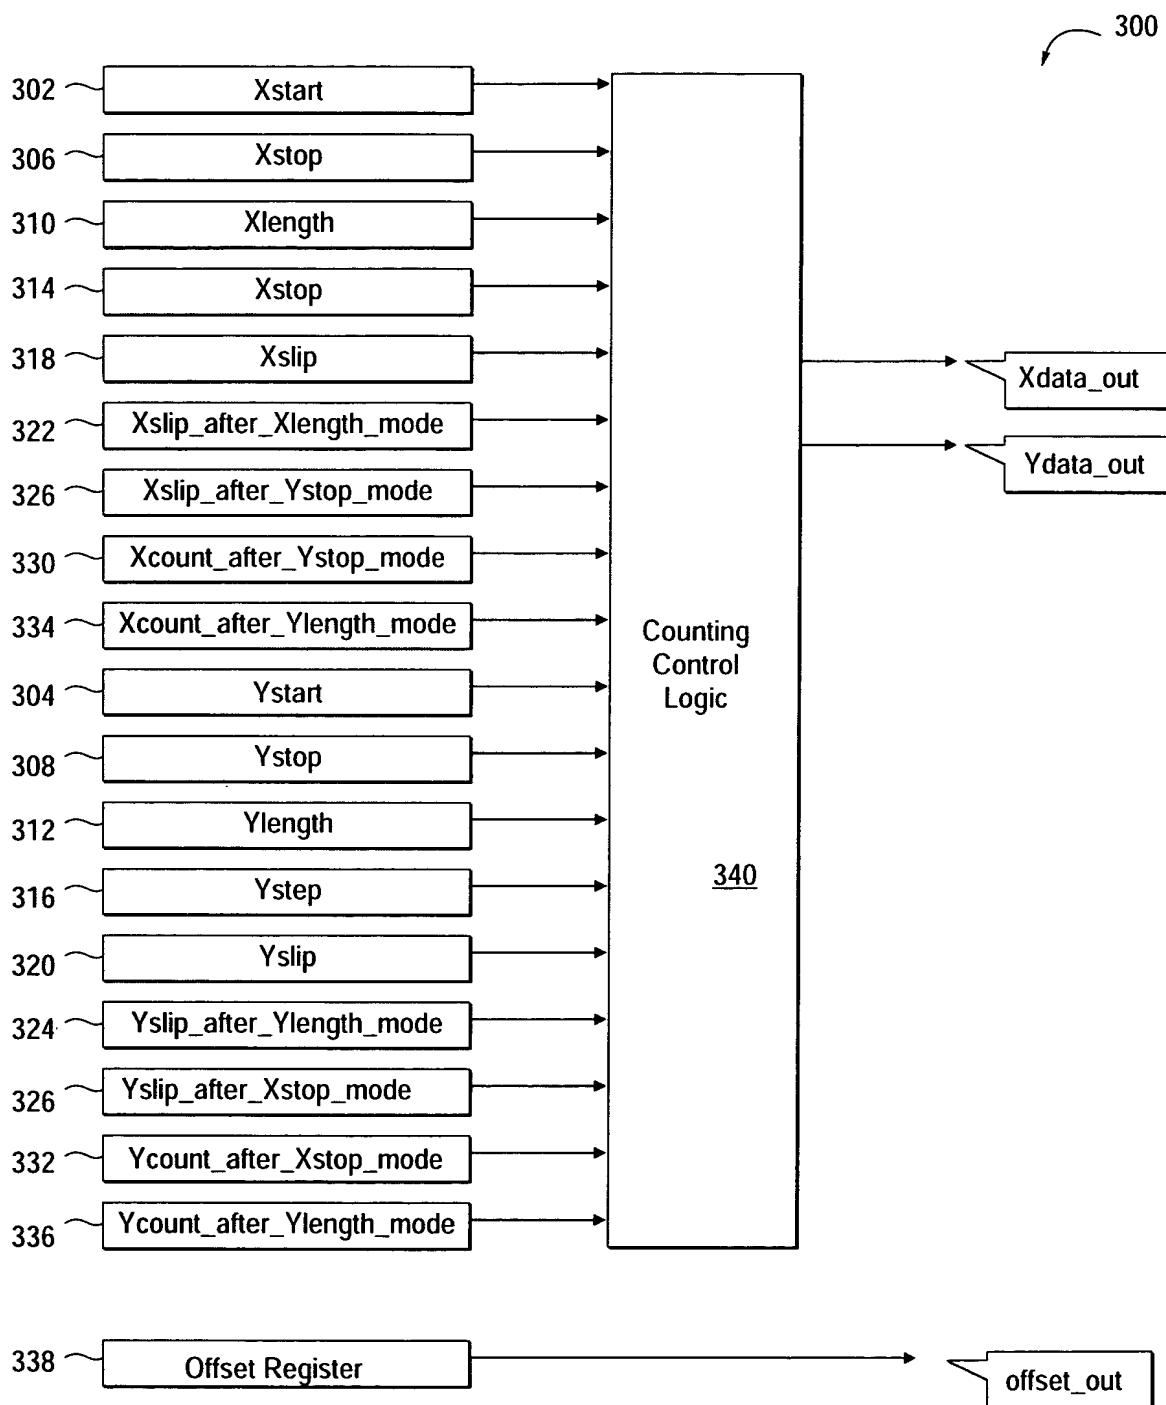 300
302 Xstart
306 Xstop
310 Xlength
314 Xstop
318 Xslip
Xdata_out
322 Xslip_after_Xlength_mode
Ydata_out
326 Xslip_after_Ystop_mode
330 Xcount_after_Ystop_mode
334 Xcount_after_Ylength_mode
Counting
Control
Logic
304 Ystart
308 Ystop
312 Ylength
340
316 Ystep
320 Yslip
324 Yslip_after_Ylength_mode
326 Yslip_after_Xstop_mode
332 Ycount_after_Xstop_mode
336 Ycount_after_Ylength_mode
338 Offset Register
offset_out